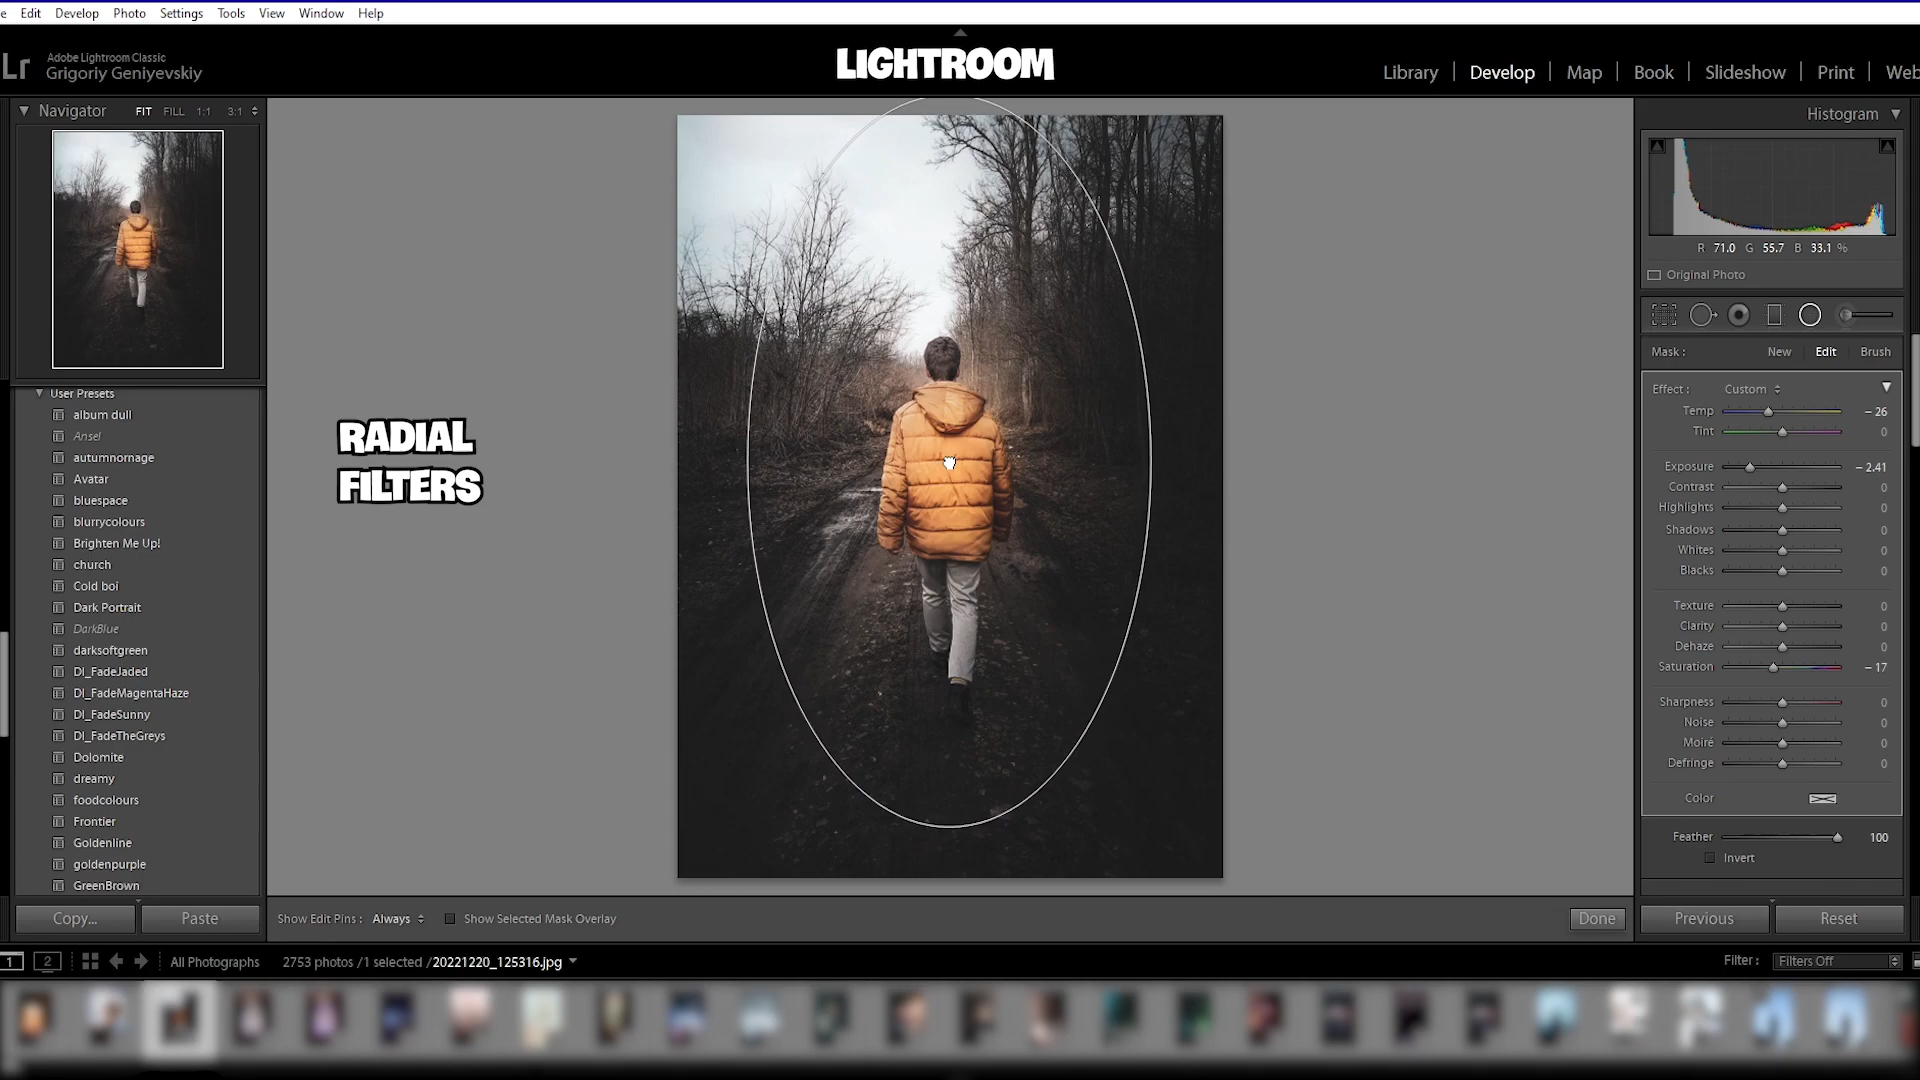 Edit Develop Photo Settings Tools View Window Help
Lr Adobe Lightroom Classic
Grigoriy Geniyevskiy
LIGHTROOM
Library | Develop | Map | Book | Slideshow | Print | Web
Navigator FIT FILL 1:1 3:1
User Presets
album dull
Ansel
autumnornage
Avatar
bluespace
blurrycolours
Brighten Me Up!
church
Cold boi
Dark Portrait
DarkBlue
darksoftgreen
DI_FadeJaded
DI_FadeMagentaHaze
DI_FadeSunny
DI_FadeTheGreys
Dolomite
dreamy
foodcolours
Frontier
Goldenline
goldenpurple
GreenBrown
Copy... Paste
RADIAL
FILTERS
Show Edit Pins : Always Show Selected Mask Overlay Done
Histogram
R 71.0 G 55.7 B 33.1 %
Original Photo
Mask : New Edit Brush
Effect : Custom
Temp – 26
Tint 0
Exposure – 2.41
Contrast 0
Highlights 0
Shadows 0
Whites 0
Blacks 0
Texture 0
Clarity 0
Dehaze 0
Saturation – 17
Sharpness 0
Noise 0
Moiré 0
Defringe 0
Color
Feather 100
Invert
Previous Reset
1 2 All Photographs 2753 photos /1 selected /20221220_125316.jpg Filter : Filters Off